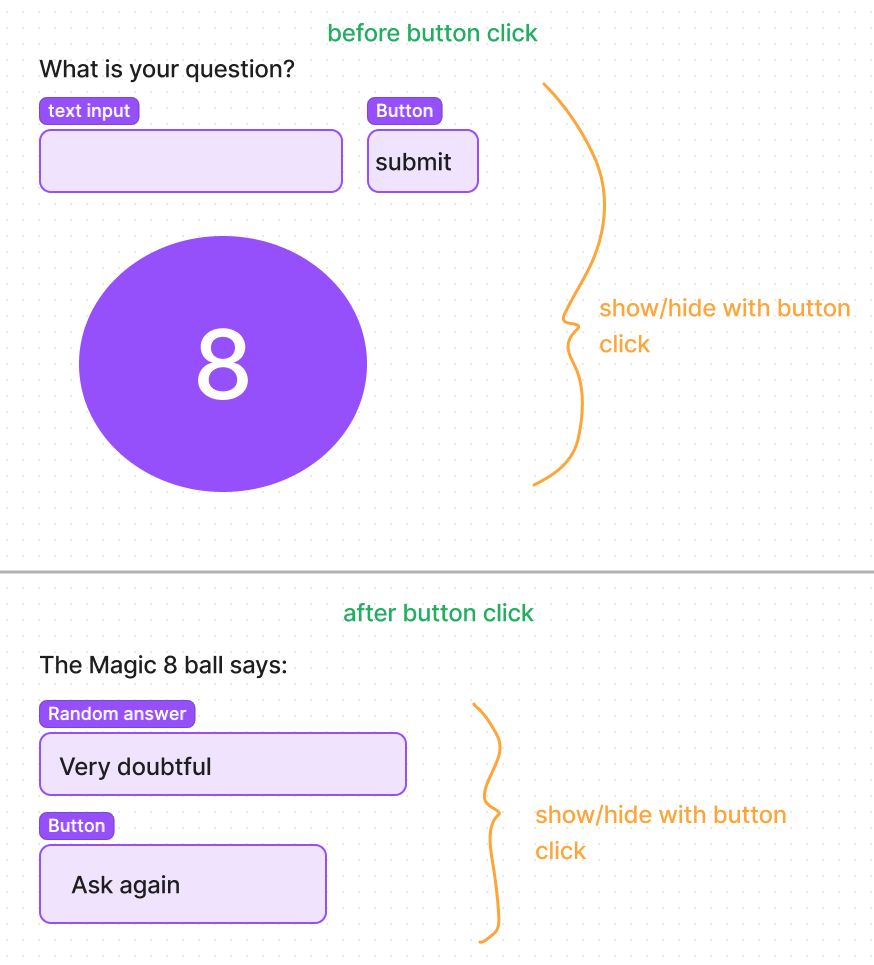 before button click
What is your question?
text input
Button
submit
8
show/hide with button
click
after button click
The Magic 8 ball says:
Random answer
Very doubtful
Button
show/hide with button
click
Ask again